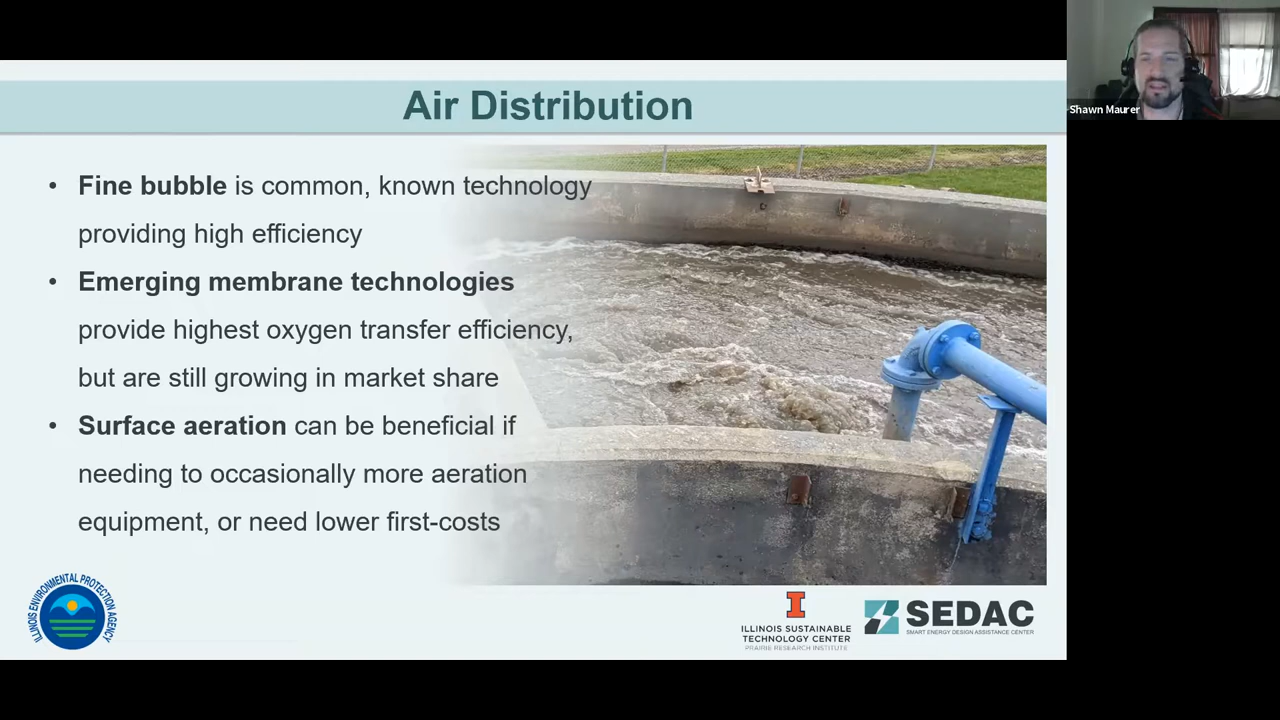 Air Distribution
Shawn Maurer
• Fine bubble is common, known technology
providing high efficiency
• Emerging membrane technologies
provide highest oxygen transfer efficiency,
but are still growing in market share
• Surface aeration can be beneficial if
needing to occasionally more aeration
equipment, or need lower first-costs
ILLINOIS ENVIRONMENTAL PROTECTION AGENCY
I
ILLINOIS SUSTAINABLE
TECHNOLOGY CENTER
PRAIRIE RESEARCH INSTITUTE
SEDAC
SMART ENERGY DESIGN ASSISTANCE CENTER